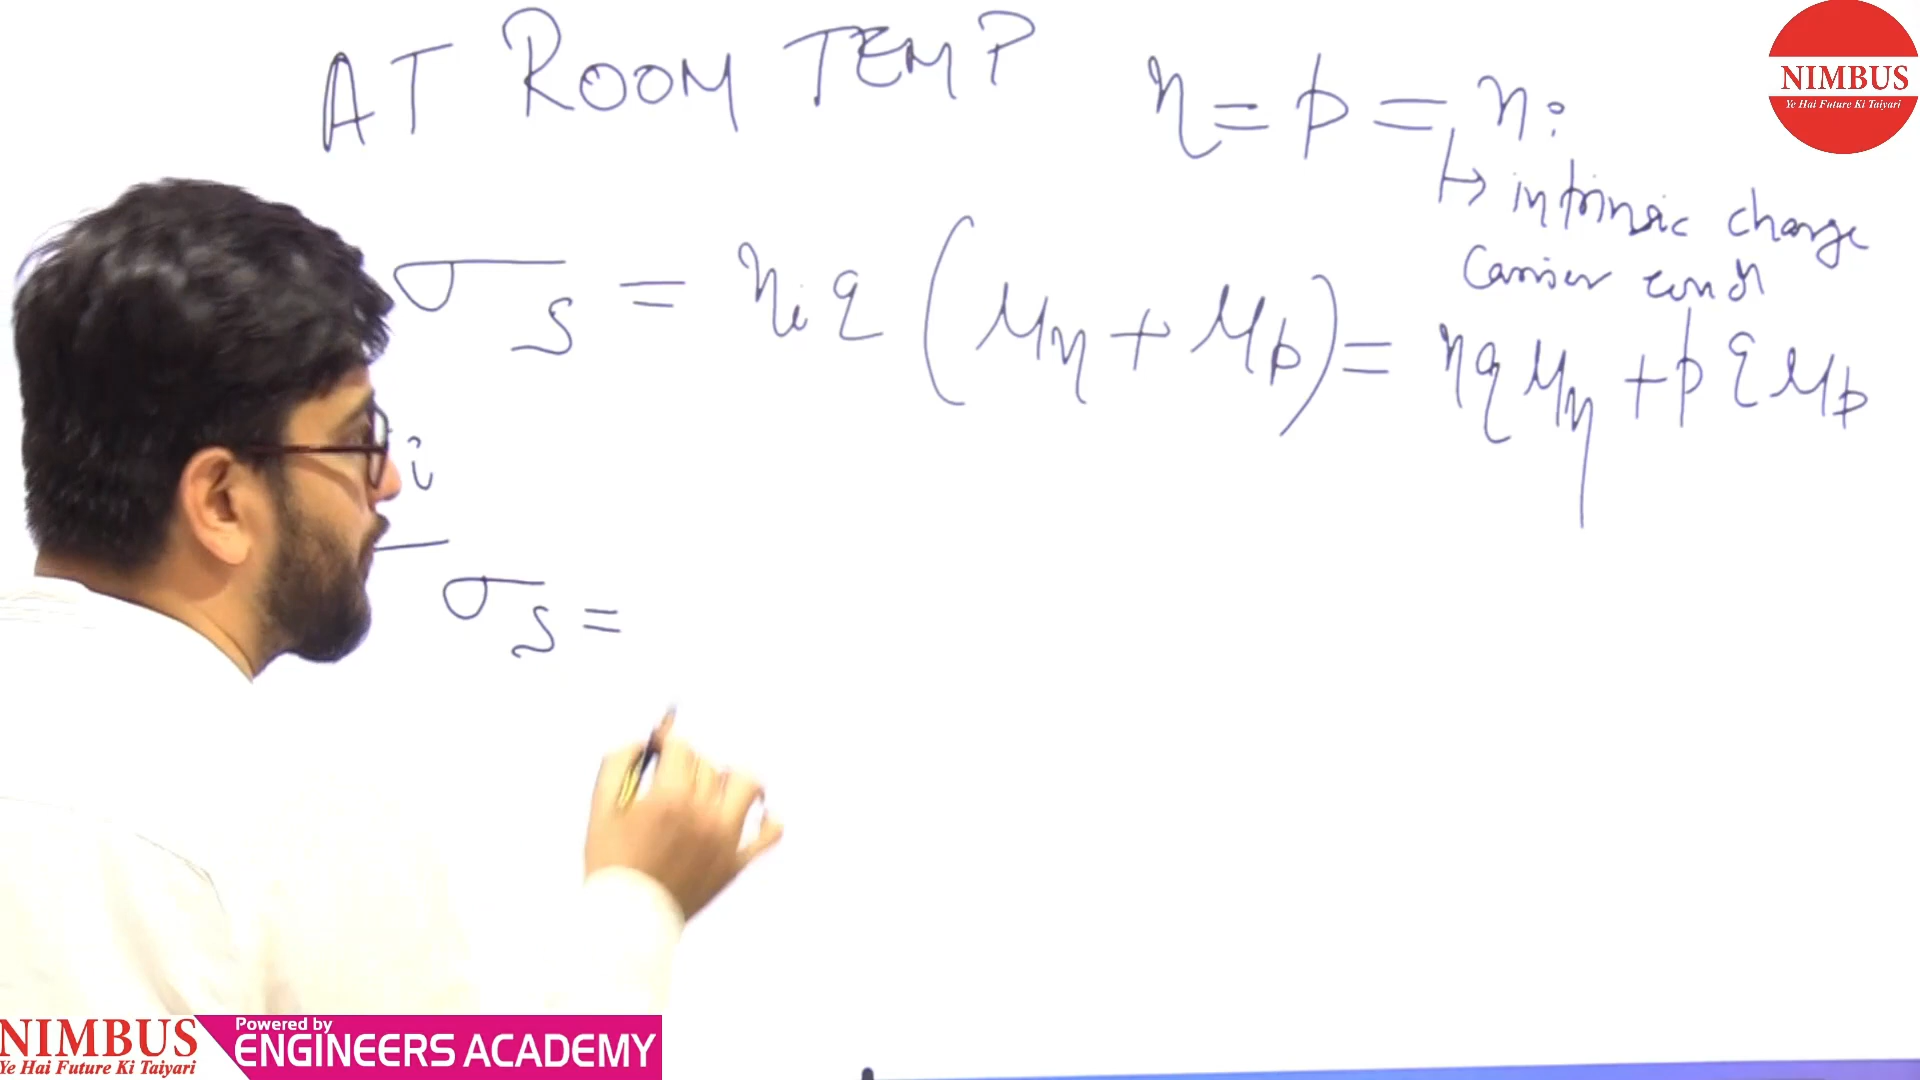 AT ROOM TEMP
n = p = ni
↳ intrinsic charge
Carrier
σs = niq (μn + μp) = nqμn + pqμp
i
σs =
NIMBUS
Ye Hai Future Ki Taiyari
NIMBUS
Ye Hai Future Ki Taiyari
Powered by
ENGINEERS ACADEMY